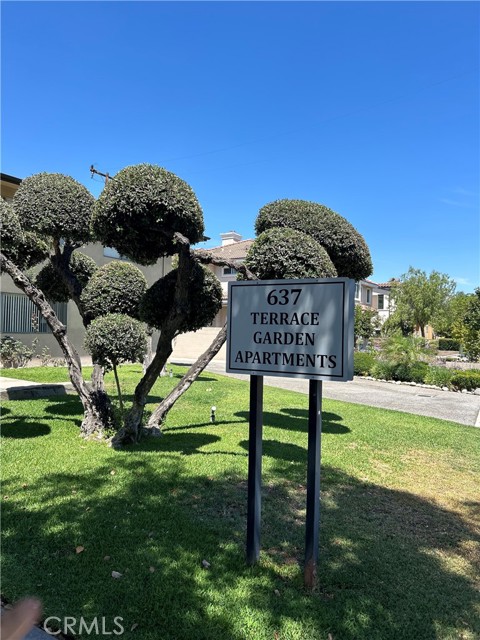 637
TERRACE
GARDEN
APARTMENTS
CRMLS